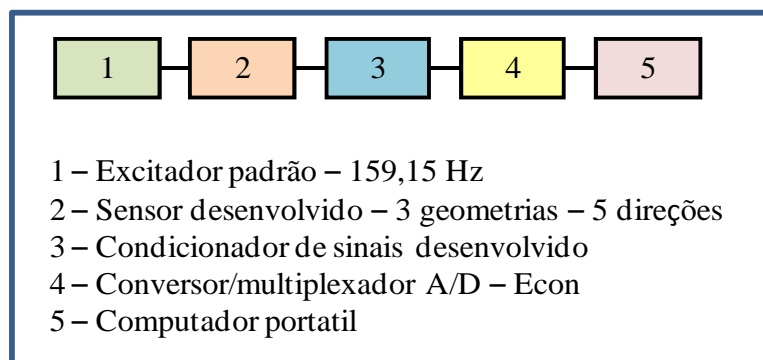 1 2 3 4 5
1 – Excitador padrão – 159,15 Hz
2 – Sensor desenvolvido – 3 geometrias – 5 direções
3 – Condicionador de sinais desenvolvido
4 – Conversor/multiplexador A/D – Econ
5 – Computador portatil